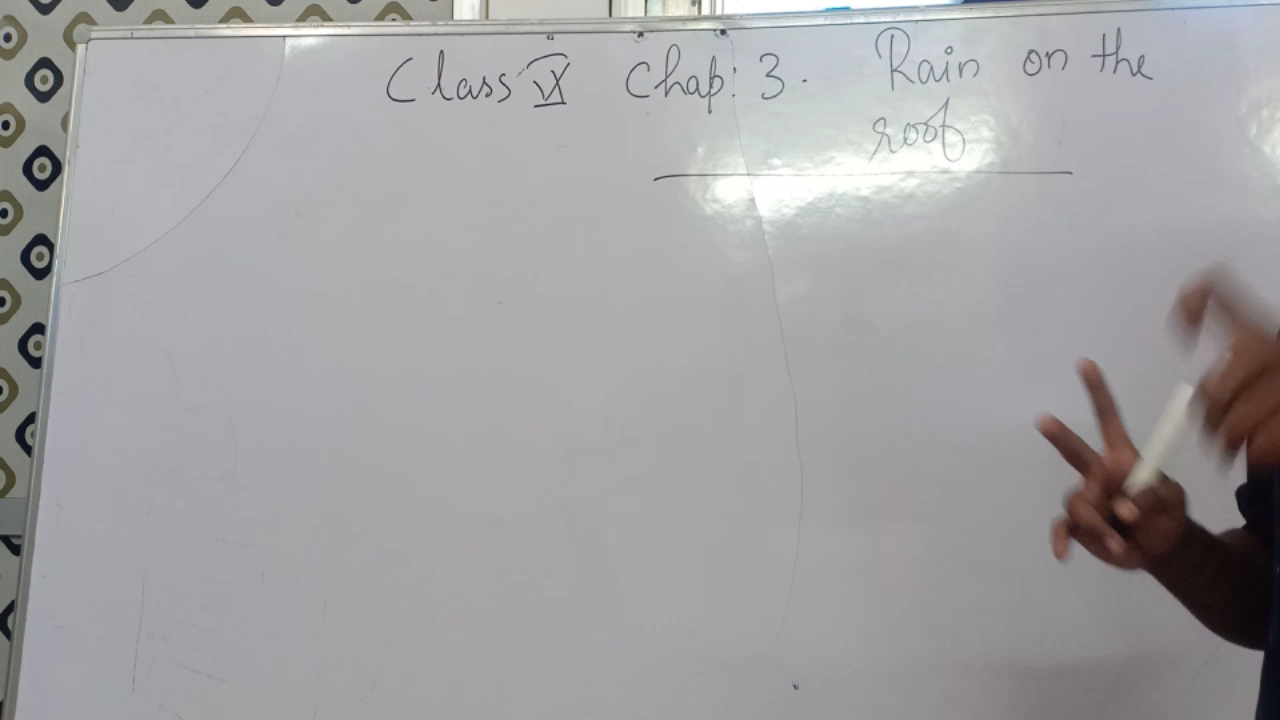 Class IX Chap: 3. Rain on the
roof